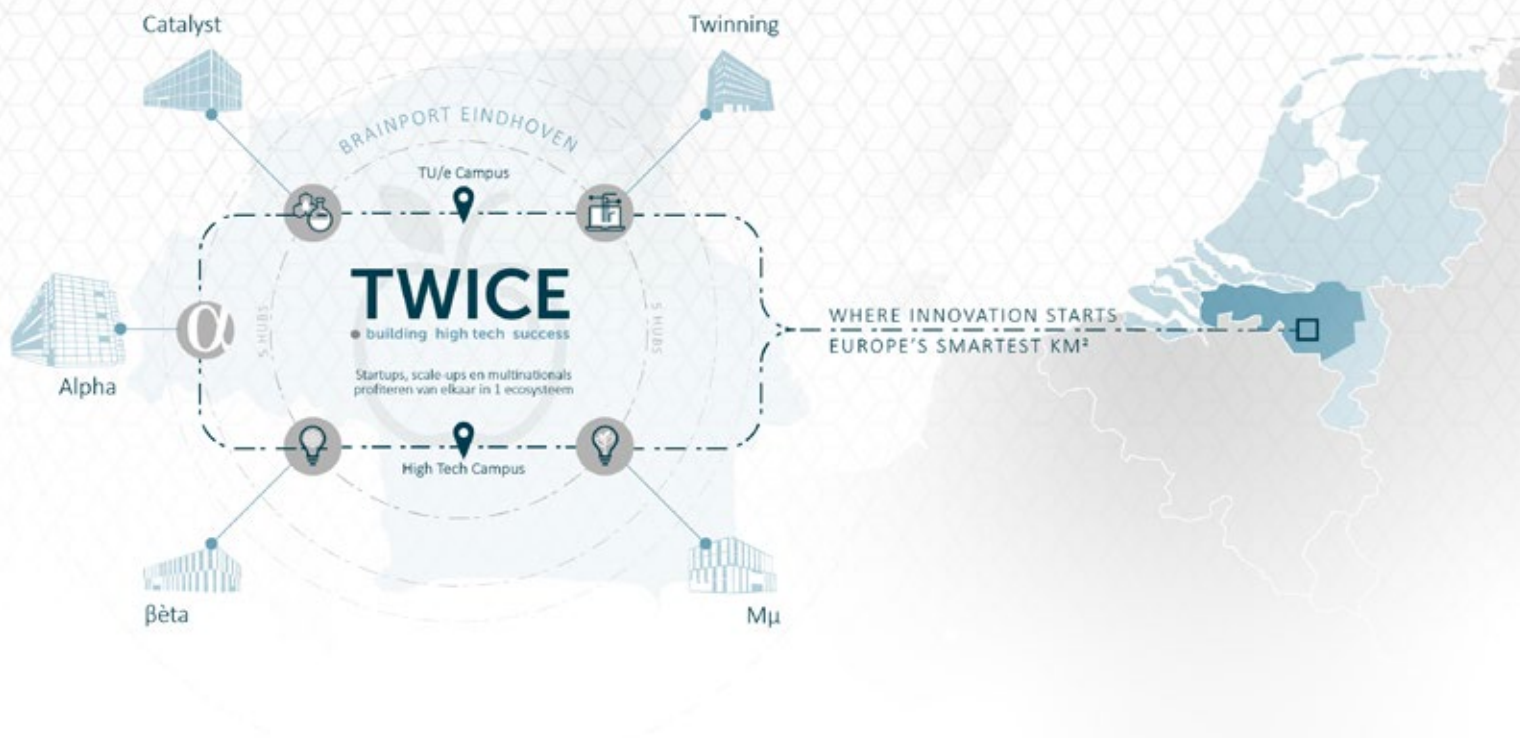 Catalyst
Twinning
BRAINPORT EINDHOVEN
TU/e Campus
TWICE
building high tech success
5 HUBS
5 HUBS
Startups, scale-ups en multinationals
profiteren van elkaar in 1 ecosysteem
Alpha
α
High Tech Campus
βèta
Mμ
WHERE INNOVATION STARTS
EUROPE'S SMARTEST KM²